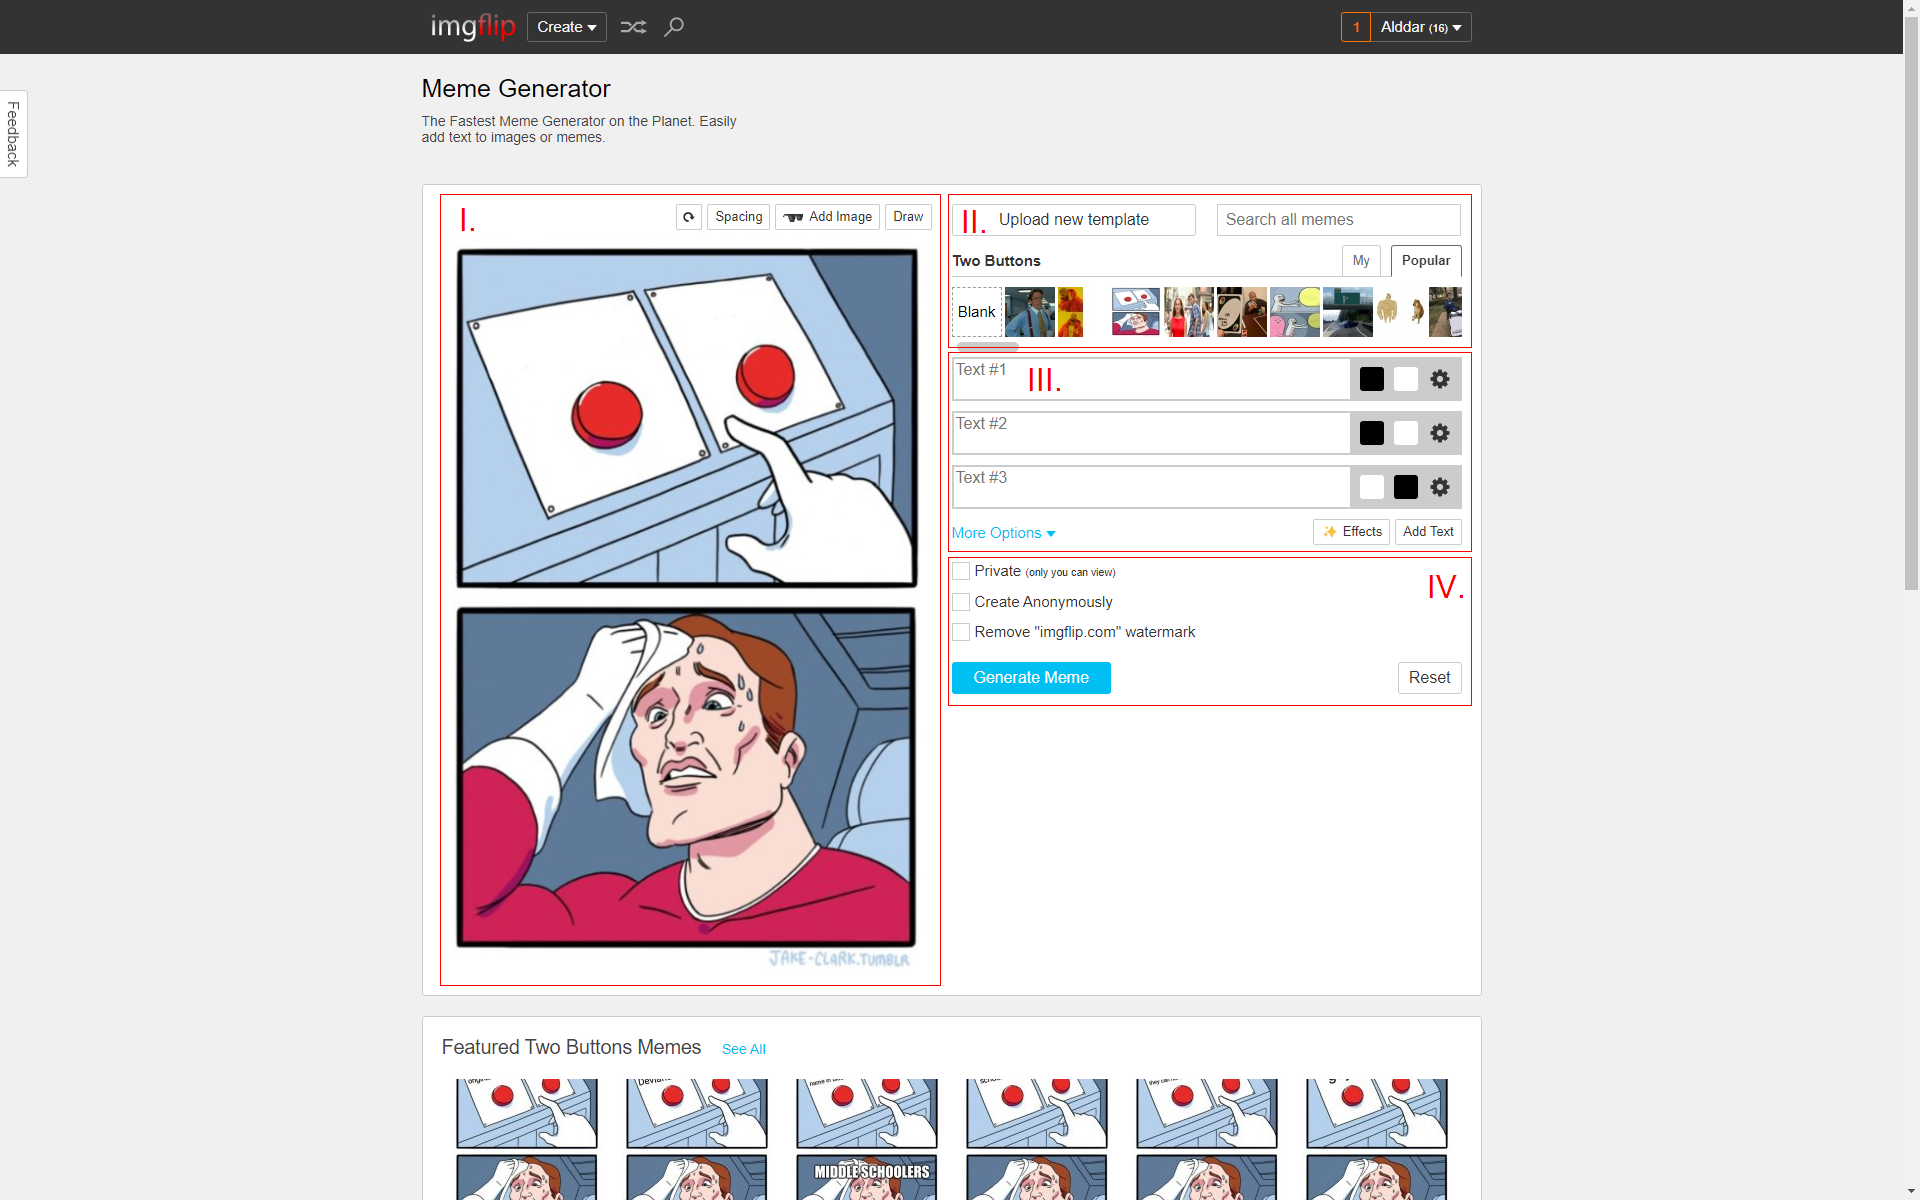 imgflip Create 1 Alddar (16)
Feedback
Meme Generator
The Fastest Meme Generator on the Planet. Easily
add text to images or memes.
I.
Spacing Add Image Draw
JAKE-CLARK.TUMBLR
II. Upload new template Search all memes
Two Buttons My Popular
Blank
Text #1 III.
Text #2
Text #3
More Options Effects Add Text
Private (only you can view)
IV.
Create Anonymously
Remove "imgflip.com" watermark
Generate Meme Reset
Featured Two Buttons Memes See All
MIDDLE SCHOOLERS